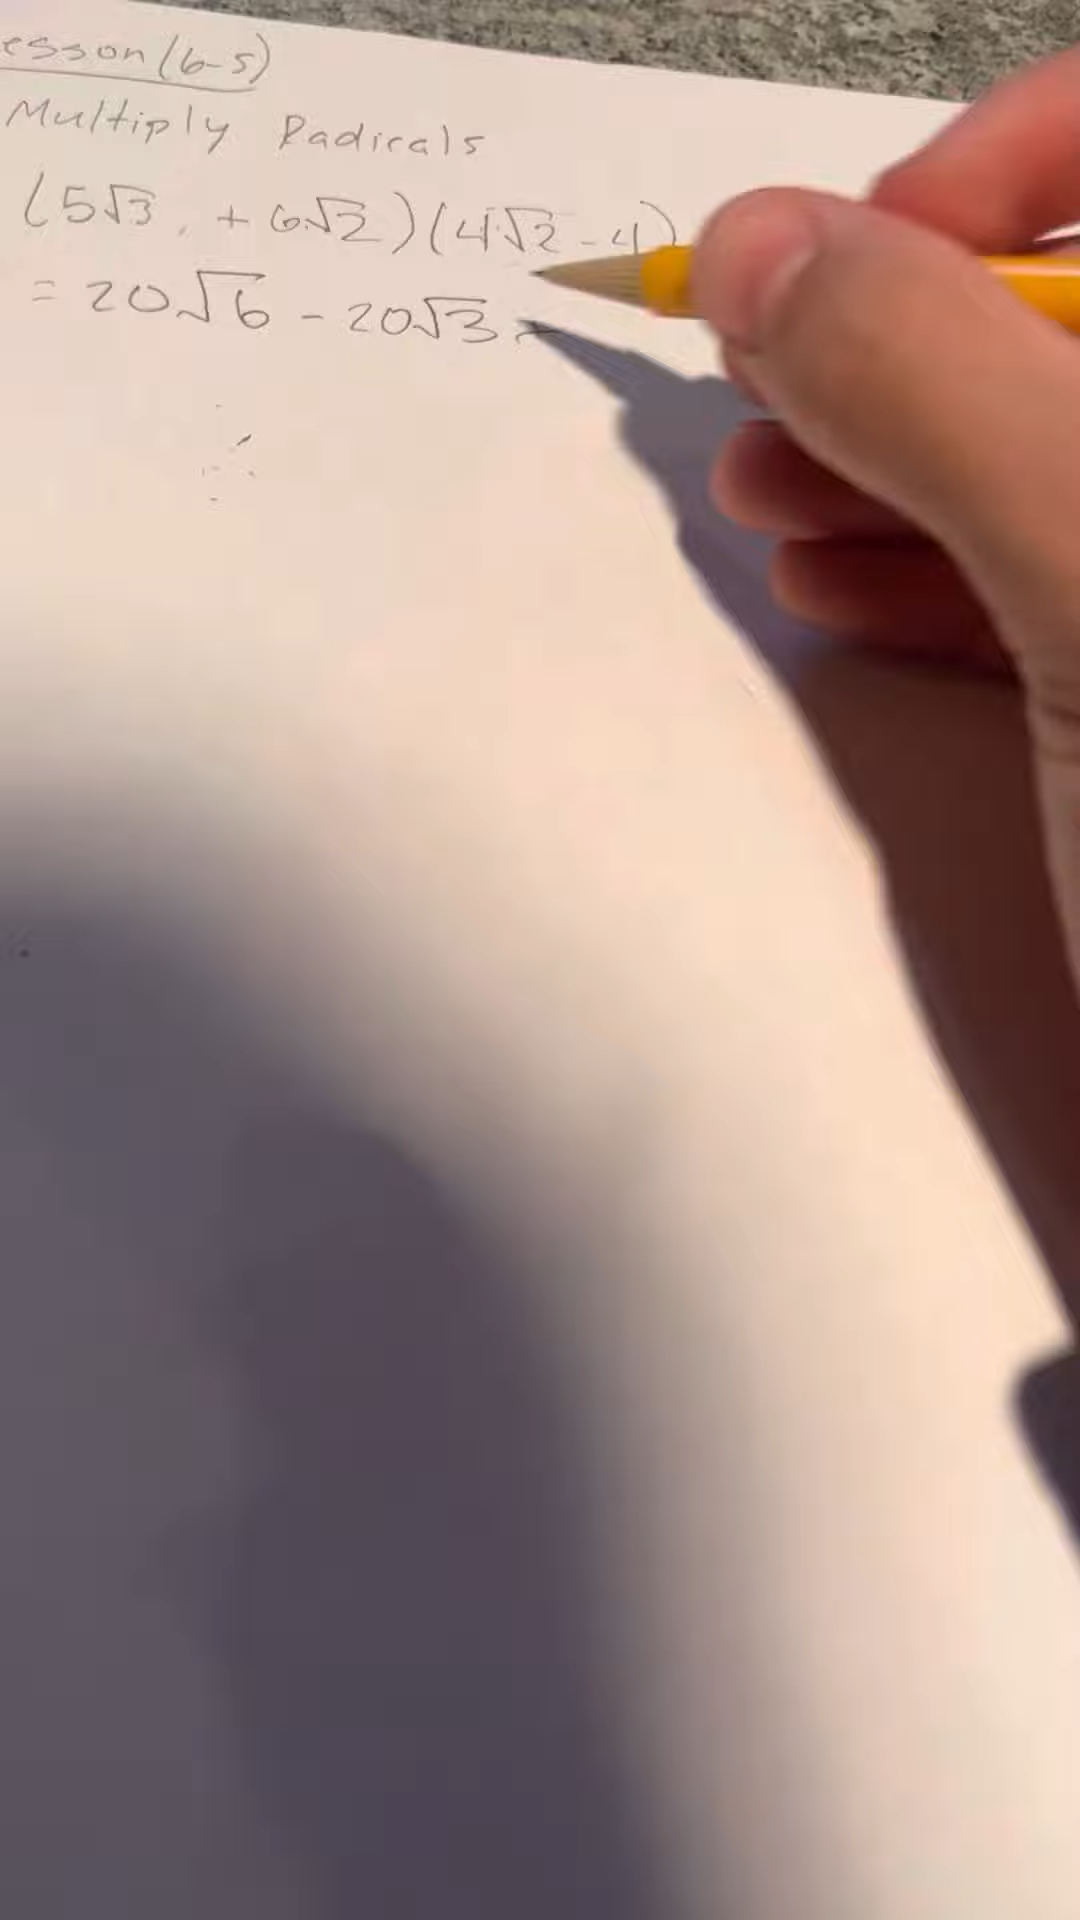 esson (6-5)
Multiply Radicals
(5√3 + 6√2)(4√2 - 4)
= 20√6 - 20√3